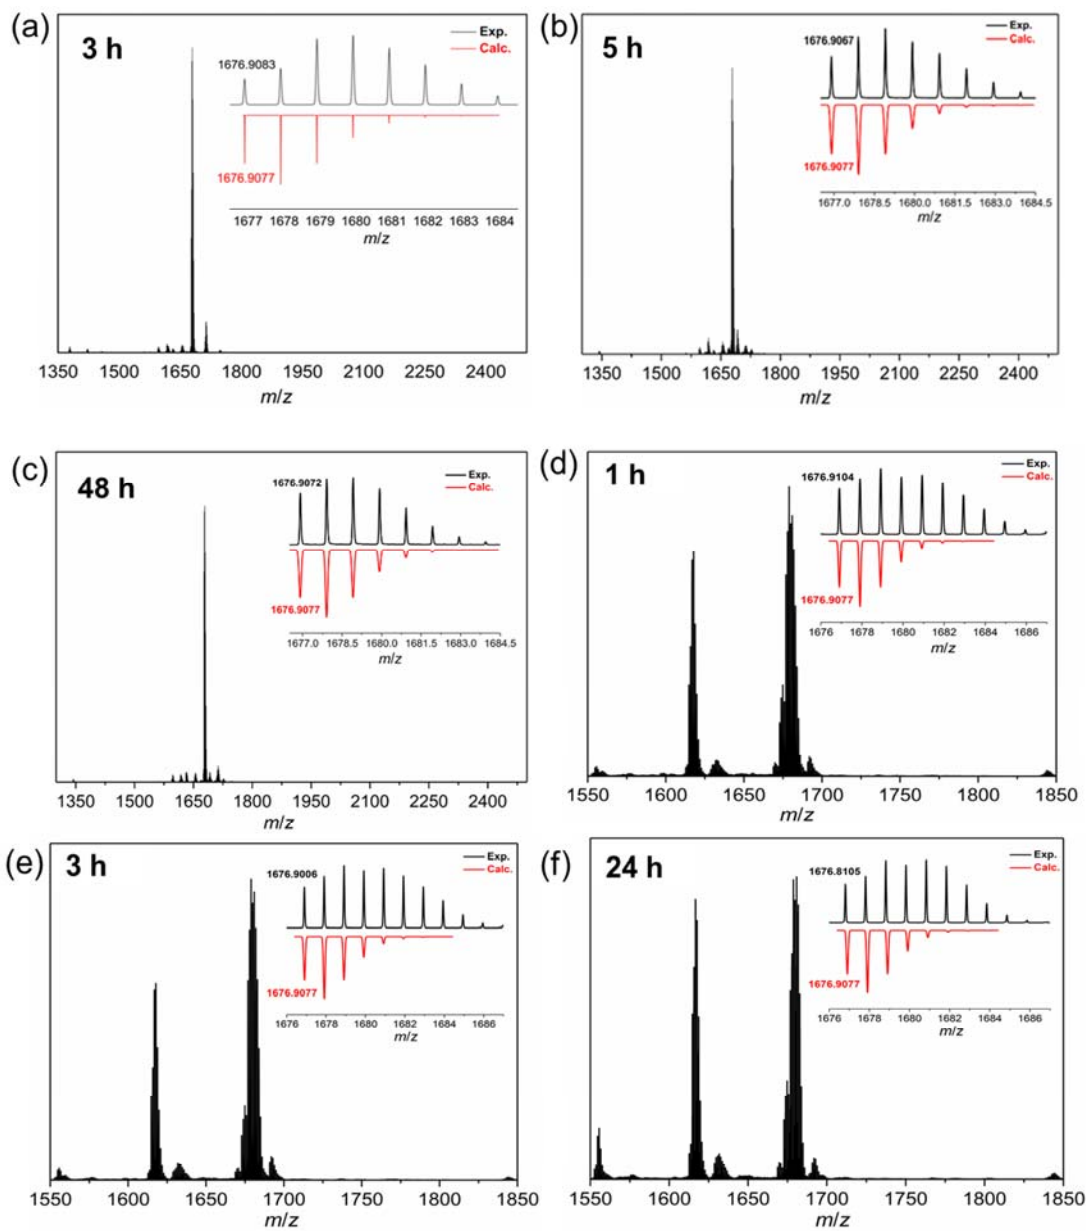 (a)
3 h
Exp.
Calc.
1676.9083
1676.9077
1677 1678 1679 1680 1681 1682 1683 1684
m/z
1350 1500 1650 1800 1950 2100 2250 2400
m/z
(b)
5 h
Exp.
Calc.
1676.9067
1676.9077
1677.0 1678.5 1680.0 1681.5 1683.0 1684.5
m/z
1350 1500 1650 1800 1950 2100 2250 2400
m/z
(c)
48 h
Exp.
Calc.
1676.9072
1676.9077
1677.0 1678.5 1680.0 1681.5 1683.0 1684.5
m/z
1350 1500 1650 1800 1950 2100 2250 2400
m/z
(d)
1 h
Exp.
Calc.
1676.9104
1676.9077
1676 1678 1680 1682 1684 1686
m/z
1550 1600 1650 1700 1750 1800 1850
m/z
(e)
3 h
Exp.
Calc.
1676.9006
1676.9077
1676 1678 1680 1682 1684 1686
m/z
1550 1600 1650 1700 1750 1800 1850
m/z
(f)
24 h
Exp.
Calc.
1676.8105
1676.9077
1676 1678 1680 1682 1684 1686
m/z
1550 1600 1650 1700 1750 1800 1850
m/z